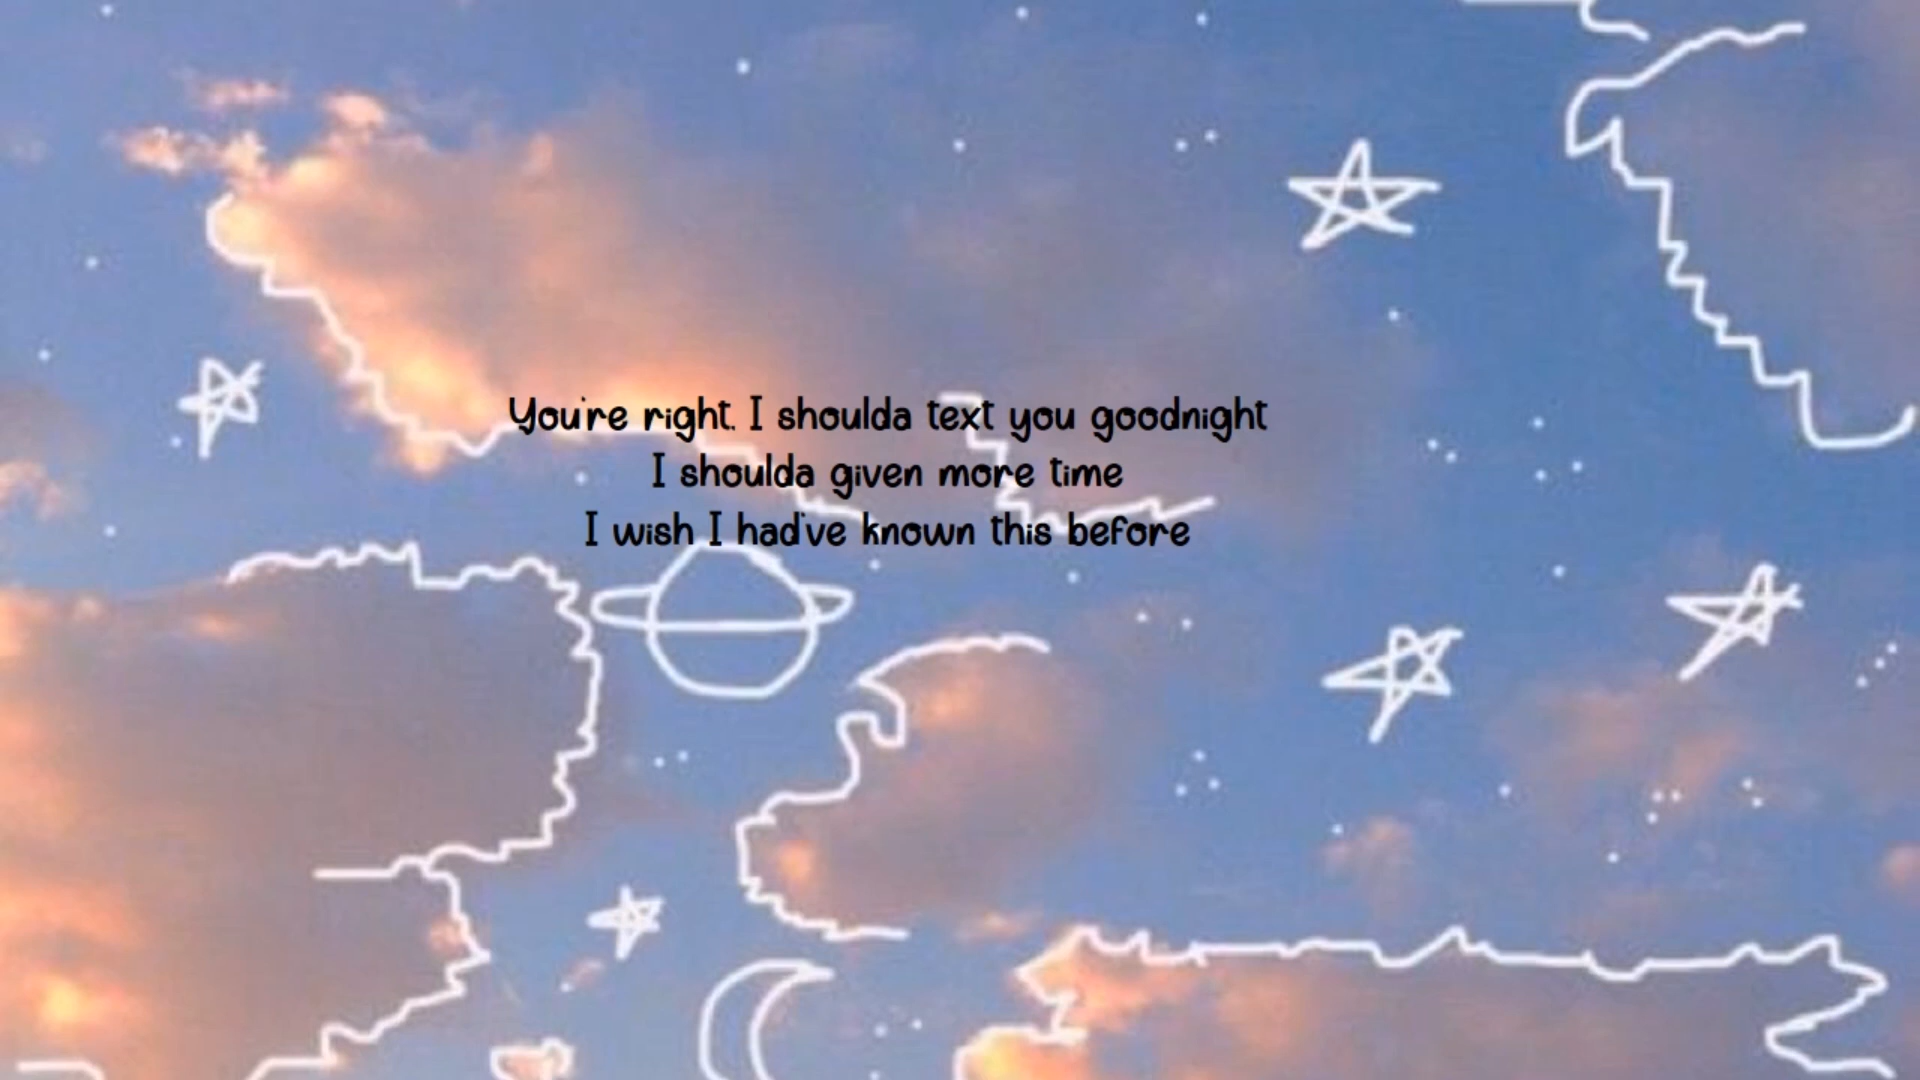 You're right, I shoulda text you goodnight
I shoulda given more time
I wish I had've known this before